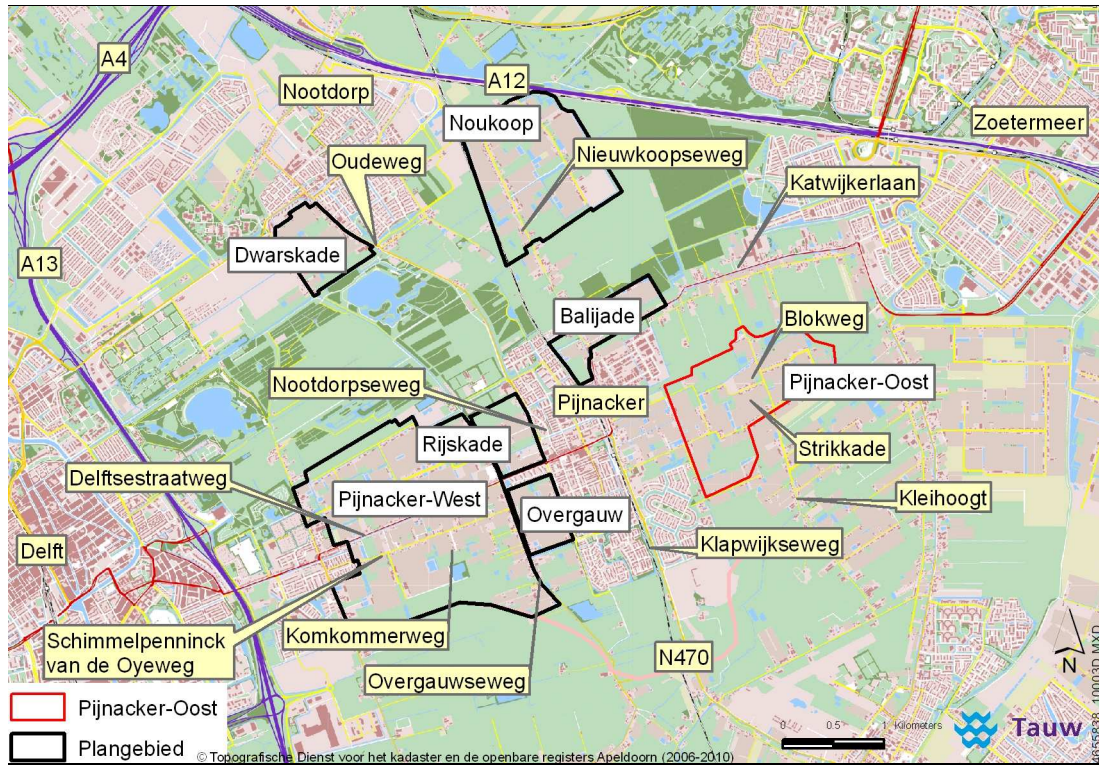 A4
A12
Nootdorp
Noukoop
Zoetermeer
Oudeweg
Nieuwkoopseweg
Katwijkerlaan
Dwarskade
A13
Balijade
Blokweg
Nootdorpseweg
Pijnacker-Oost
Pijnacker
Rijskade
Strikkade
Delftsestraatweg
Pijnacker-West
Kleihoogt
Overgauw
Delft
Klapwijkseweg
Schimmelpenninck
van de Oyeweg
Komkommerweg
N470
Overgauwseweg
N
Pijnacker-Oost
0 0.5 1 Kilometers
Tauw
Plangebied
© Topografische Dienst voor het kadaster en de openbare registers Apeldoorn (2006-2010)
4655838_10003D.MXD